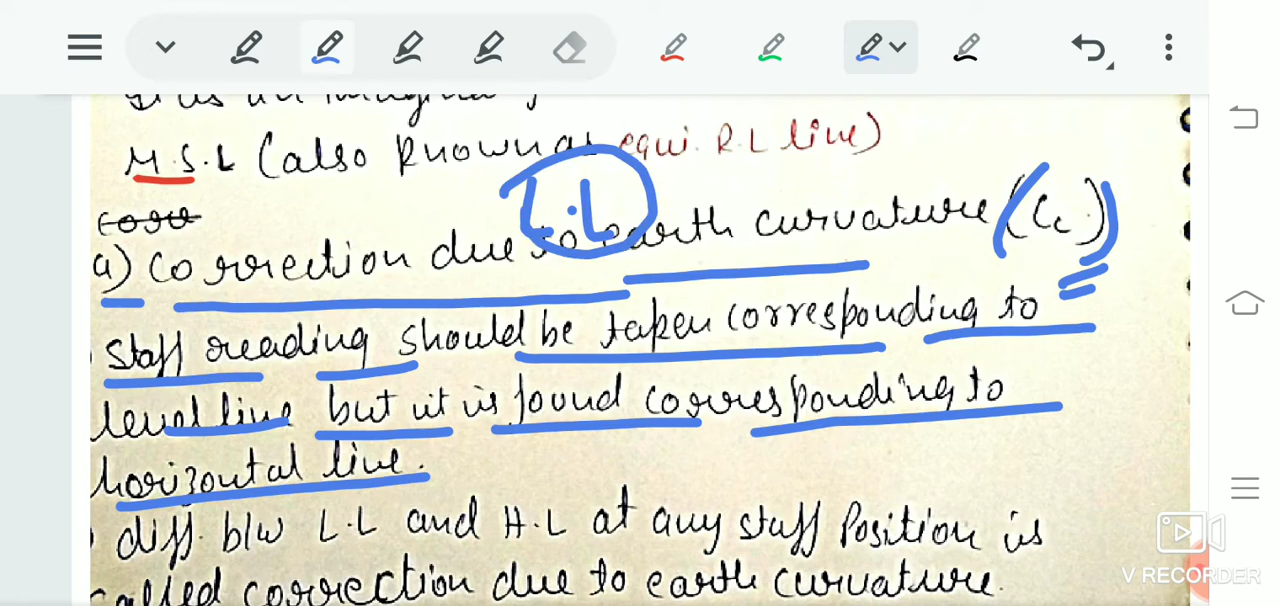 M.S.L (also known as equi. R.L line)
L.L
a) Correction due to earth curvature (Cc)
staff reading should be taken corresponding to
level line but it is found corresponding to
horizontal line.
diff. b/w L.L and H.L at any staff Position is
called correction due to earth curvature.
V RECORDER